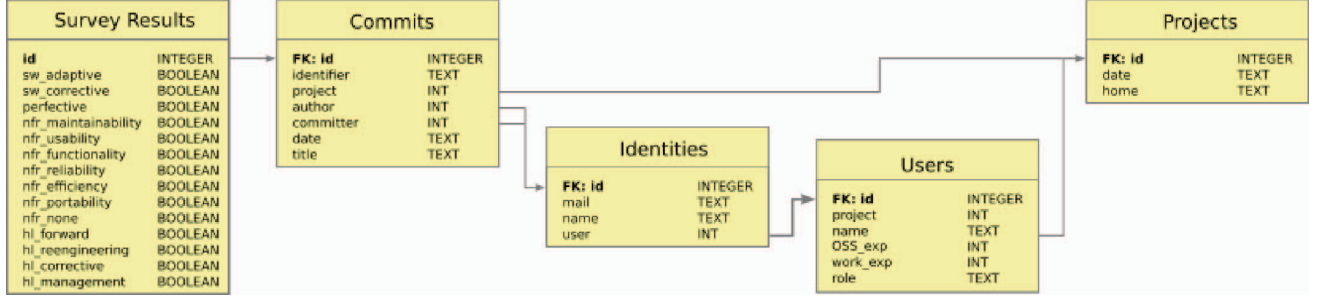 Survey Results
id INTEGER
sw_adaptive BOOLEAN
sw_corrective BOOLEAN
perfective BOOLEAN
nfr_maintainability BOOLEAN
nfr_usability BOOLEAN
nfr_functionality BOOLEAN
nfr_reliability BOOLEAN
nfr_efficiency BOOLEAN
nfr_portability BOOLEAN
nfr_none BOOLEAN
hl_forward BOOLEAN
hl_reengineering BOOLEAN
hl_corrective BOOLEAN
hl_management BOOLEAN
Commits
FK: id INTEGER
identifier TEXT
project INT
author INT
committer INT
date TEXT
title TEXT
Identities
FK: id INTEGER
mail TEXT
name TEXT
user INT
Users
FK: id INTEGER
project INT
name TEXT
OSS_exp INT
work_exp INT
role TEXT
Projects
FK: id INTEGER
date TEXT
home TEXT